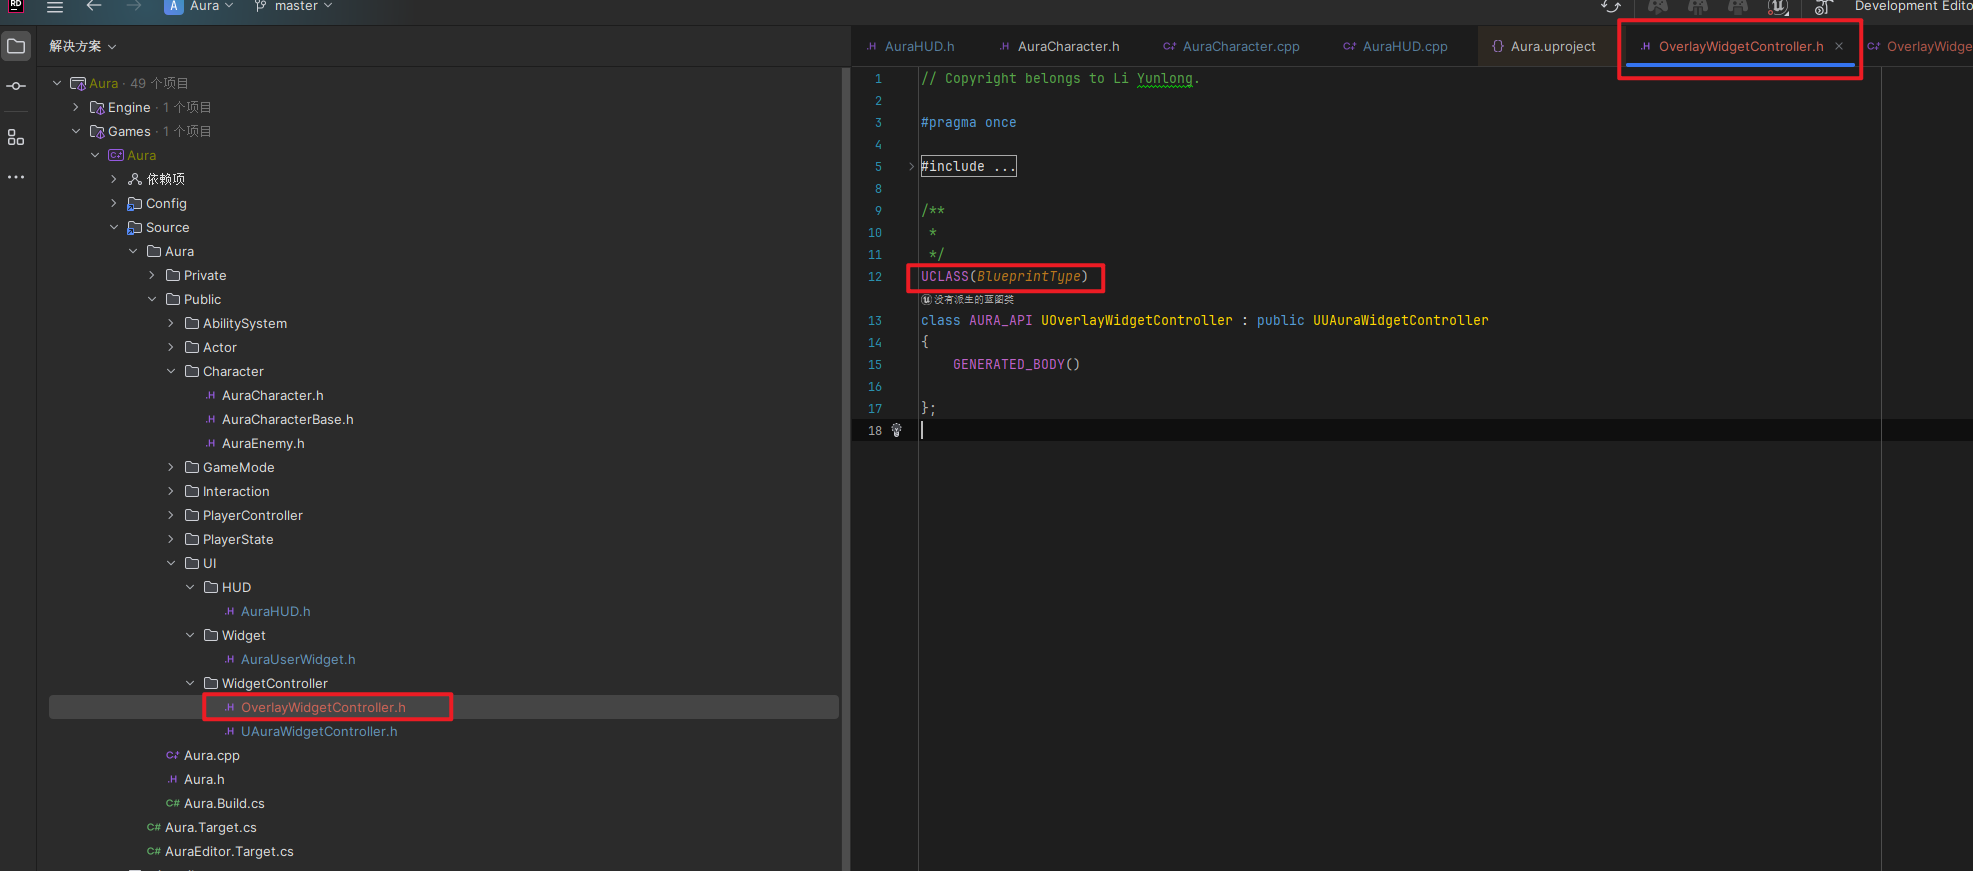 RD
A Aura master Development Edito
解决方案
AuraHUD.h AuraCharacter.h AuraCharacter.cpp AuraHUD.cpp Aura.uproject OverlayWidgetController.h OverlayWidge
Aura · 49 个项目
Engine · 1 个项目
Games · 1 个项目
Aura
依赖项
Config
Source
Aura
Private
Public
AbilitySystem
Actor
Character
AuraCharacter.h
AuraCharacterBase.h
AuraEnemy.h
GameMode
Interaction
PlayerController
PlayerState
UI
HUD
AuraHUD.h
Widget
AuraUserWidget.h
WidgetController
OverlayWidgetController.h
UAuraWidgetController.h
Aura.cpp
Aura.h
Aura.Build.cs
Aura.Target.cs
AuraEditor.Target.cs
1 // Copyright belongs to Li Yunlong.
2
3 #pragma once
4
5 #include ...
8
9 /**
10 *
11 */
12 UCLASS(BlueprintType)
没有派生的蓝图类
13 class AURA_API UOverlayWidgetController : public UUAuraWidgetController
14 {
15 GENERATED_BODY()
16
17 };
18